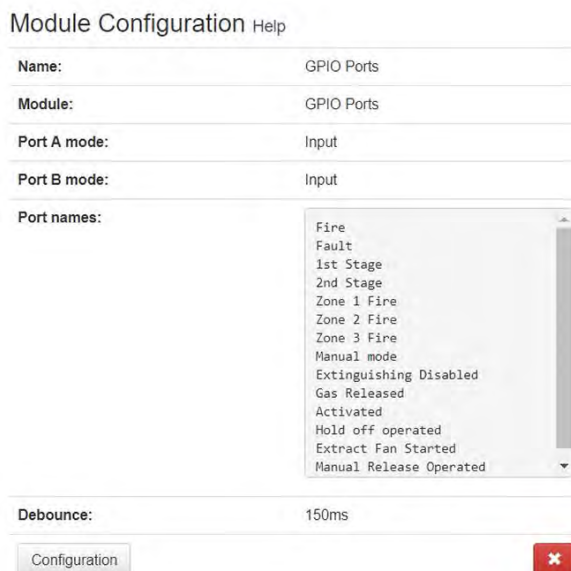 Module Configuration Help
Name: GPIO Ports
Module: GPIO Ports
Port A mode: Input
Port B mode: Input
Port names:
Fire
Fault
1st Stage
2nd Stage
Zone 1 Fire
Zone 2 Fire
Zone 3 Fire
Manual mode
Extinguishing Disabled
Gas Released
Activated
Hold off operated
Extract Fan Started
Manual Release Operated
Debounce: 150ms
Configuration